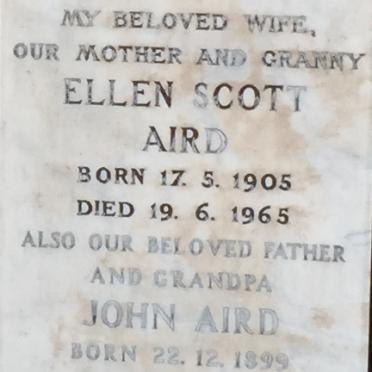 MY BELOVED WIFE,
OUR MOTHER AND GRANNY
ELLEN SCOTT
AIRD
BORN 17. 5. 1905
DIED 19. 6. 1965
ALSO OUR BELOVED FATHER
AND GRANDPA
JOHN AIRD
BORN 22. 12. 1899